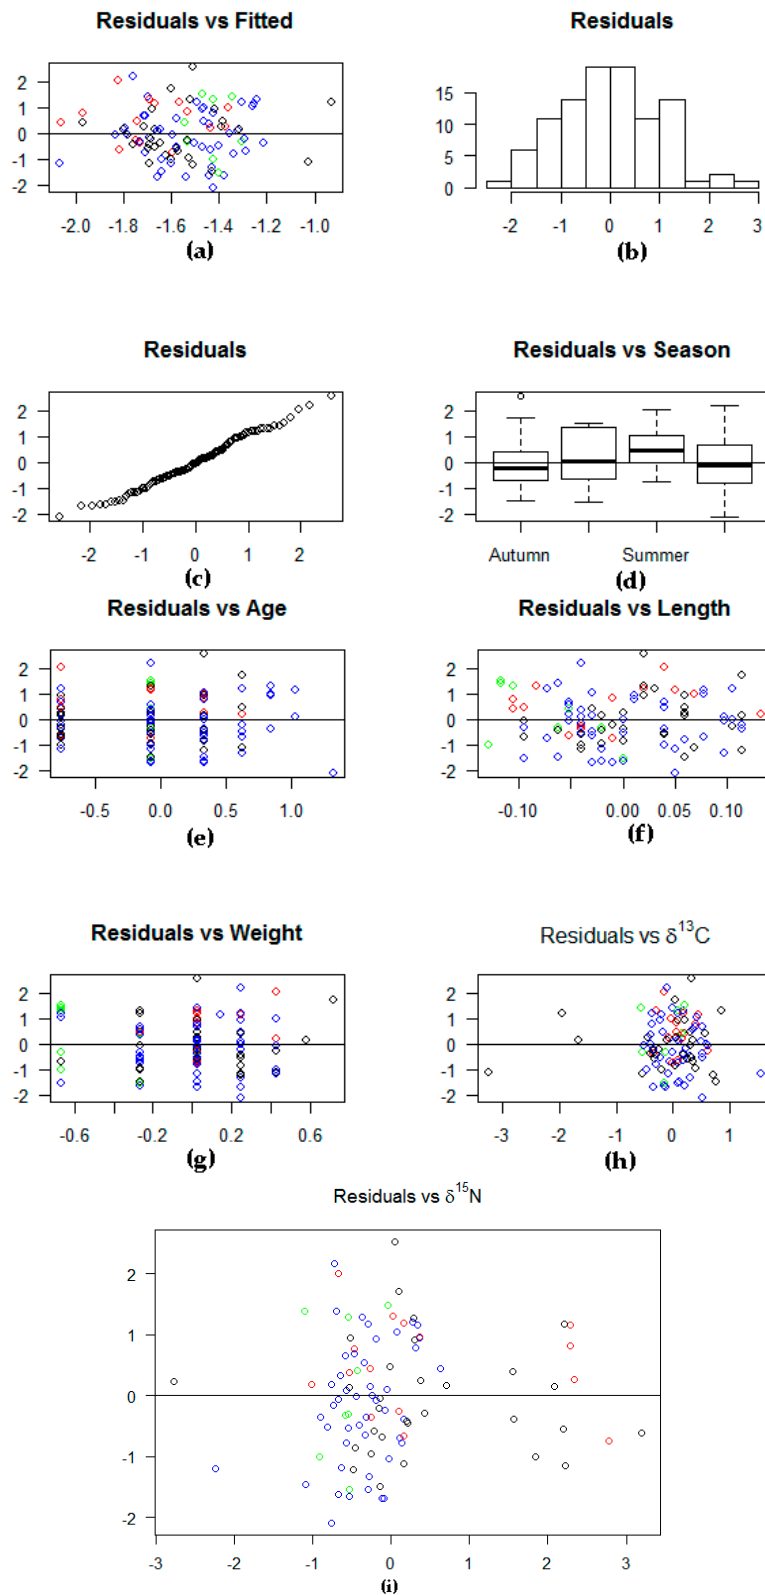 Residuals vs Fitted
2
1
0
-1
-2
-2.0 -1.8 -1.6 -1.4 -1.2 -1.0
(a)
Residuals
15
10
5
0
-2 -1 0 1 2 3
(b)
Residuals
2
1
0
-1
-2
-2 -1 0 1 2
(c)
Residuals vs Season
2
1
0
-1
-2
Autumn Summer
(d)
Residuals vs Age
2
1
0
-1
-2
-0.5 0.0 0.5 1.0
(e)
Residuals vs Length
2
1
0
-1
-2
-0.10 0.00 0.05 0.10
(f)
Residuals vs Weight
2
1
0
-1
-2
-0.6 -0.2 0.2 0.6
(g)
Residuals vs δ13C
2
1
0
-1
-2
-3 -2 -1 0 1
(h)
Residuals vs δ15N
2
1
0
-1
-2
-3 -2 -1 0 1 2 3
(i)